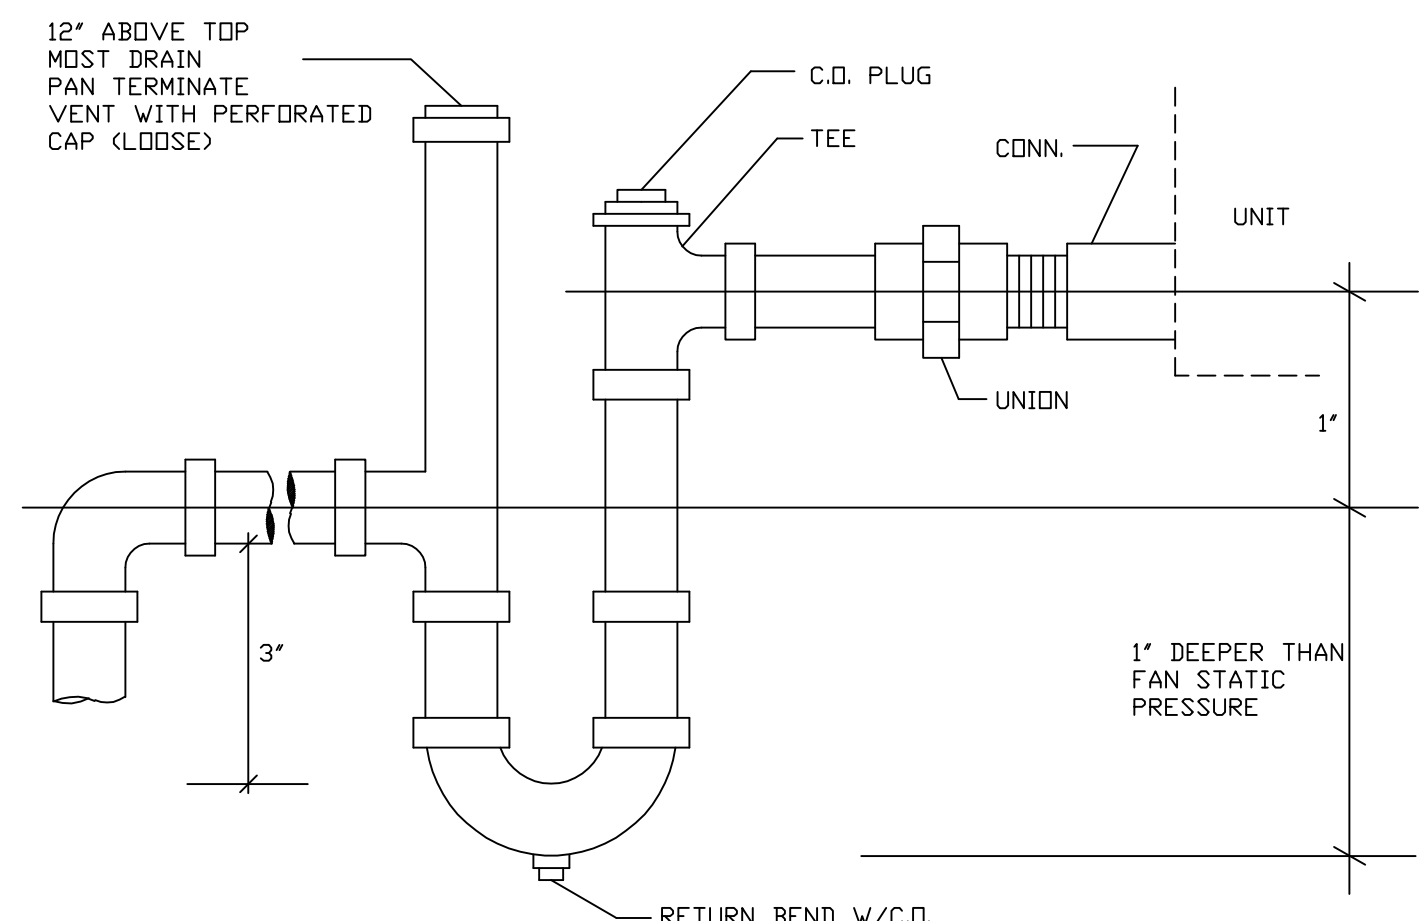 12" ABOVE TOP
MOST DRAIN
PAN TERMINATE
VENT WITH PERFORATED
CAP (LOOSE)
C.O. PLUG
TEE
CONN.
UNIT
UNION
1"
3"
1" DEEPER THAN
FAN STATIC
PRESSURE
RETURN BEND W/C.O.